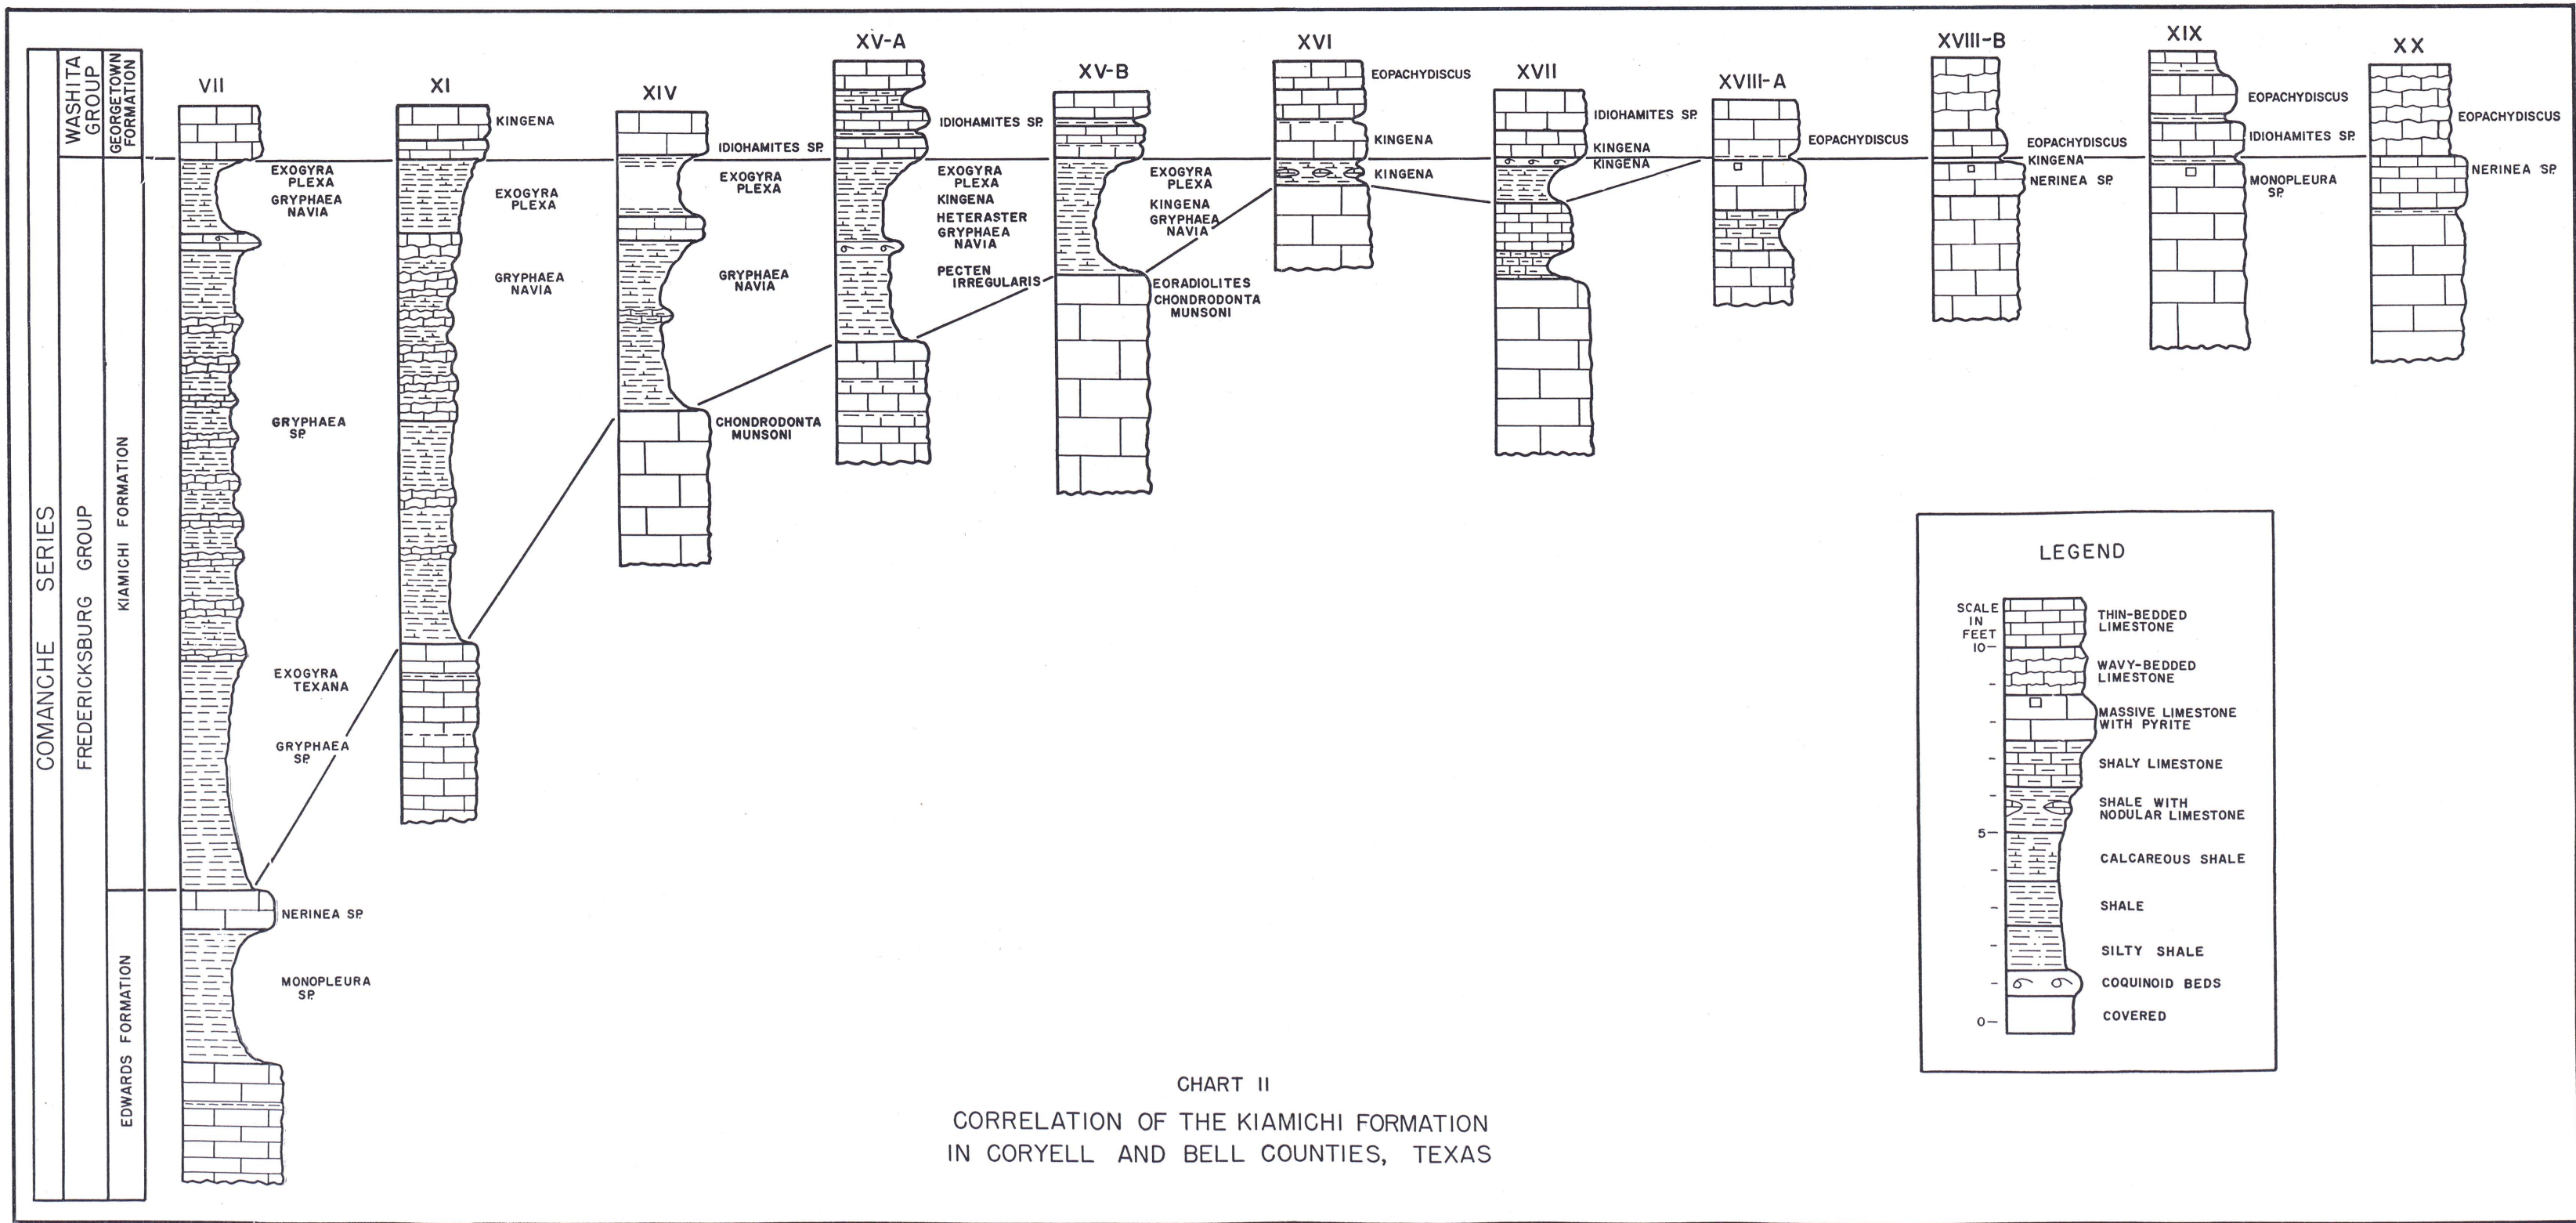 COMANCHE SERIES
WASHITA
GROUP
FREDERICKSBURG GROUP
GEORGETOWN
FORMATION
KIAMICHI FORMATION
EDWARDS FORMATION
VII
EXOGYRA
PLEXA
GRYPHAEA
NAVIA
GRYPHAEA
SP.
EXOGYRA
TEXANA
GRYPHAEA
SP.
NERINEA SP.
MONOPLEURA
SP.
XI
KINGENA
EXOGYRA
PLEXA
GRYPHAEA
NAVIA
XIV
IDIOHAMITES SP.
EXOGYRA
PLEXA
GRYPHAEA
NAVIA
CHONDRODONTA
MUNSONI
XV-A
IDIOHAMITES SP.
EXOGYRA
PLEXA
KINGENA
HETERASTER
GRYPHAEA
NAVIA
PECTEN
IRREGULARIS
XV-B
EXOGYRA
PLEXA
KINGENA
GRYPHAEA
NAVIA
EORADIOLITES
CHONDRODONTA
MUNSONI
XVI
EOPACHYDISCUS
KINGENA
KINGENA
XVII
IDIOHAMITES SP.
KINGENA
KINGENA
XVIII-A
EOPACHYDISCUS
XVIII-B
EOPACHYDISCUS
KINGENA
NERINEA SP.
XIX
EOPACHYDISCUS
IDIOHAMITES SP.
MONOPLEURA
SP.
XX
EOPACHYDISCUS
NERINEA SP.
LEGEND
SCALE
IN
FEET
10
5
0
THIN-BEDDED
LIMESTONE
WAVY-BEDDED
LIMESTONE
MASSIVE LIMESTONE
WITH PYRITE
SHALY LIMESTONE
SHALE WITH
NODULAR LIMESTONE
CALCAREOUS SHALE
SHALE
SILTY SHALE
COQUINOID BEDS
COVERED
CHART II
CORRELATION OF THE KIAMICHI FORMATION
IN CORYELL AND BELL COUNTIES, TEXAS